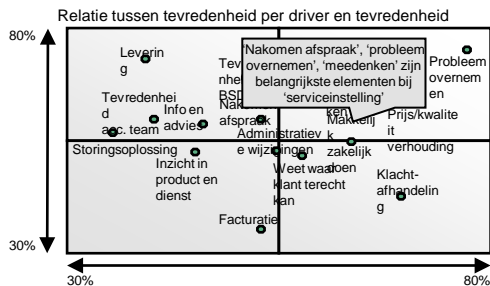 Relatie tussen tevredenheid per driver en tevredenheid
80%
Leverin
g
'Nakomen afspraak', 'probleem
overnemen', 'meedenken' zijn
belangrijkste elementen bij
'serviceinstelling'
Probleem
overnem
en
Tevredenhei
d
acc. team
Info en
advies
afspraak
Prijs/kwalite
it
verhouding
Storingsoplossing
Administratiev
e wijzigingen
k
zakelijk
doen
Inzicht in
product en
dienst
Weet waar
klant terecht
kan
Klacht-
afhandelin
g
Facturatie
30%
30%
80%